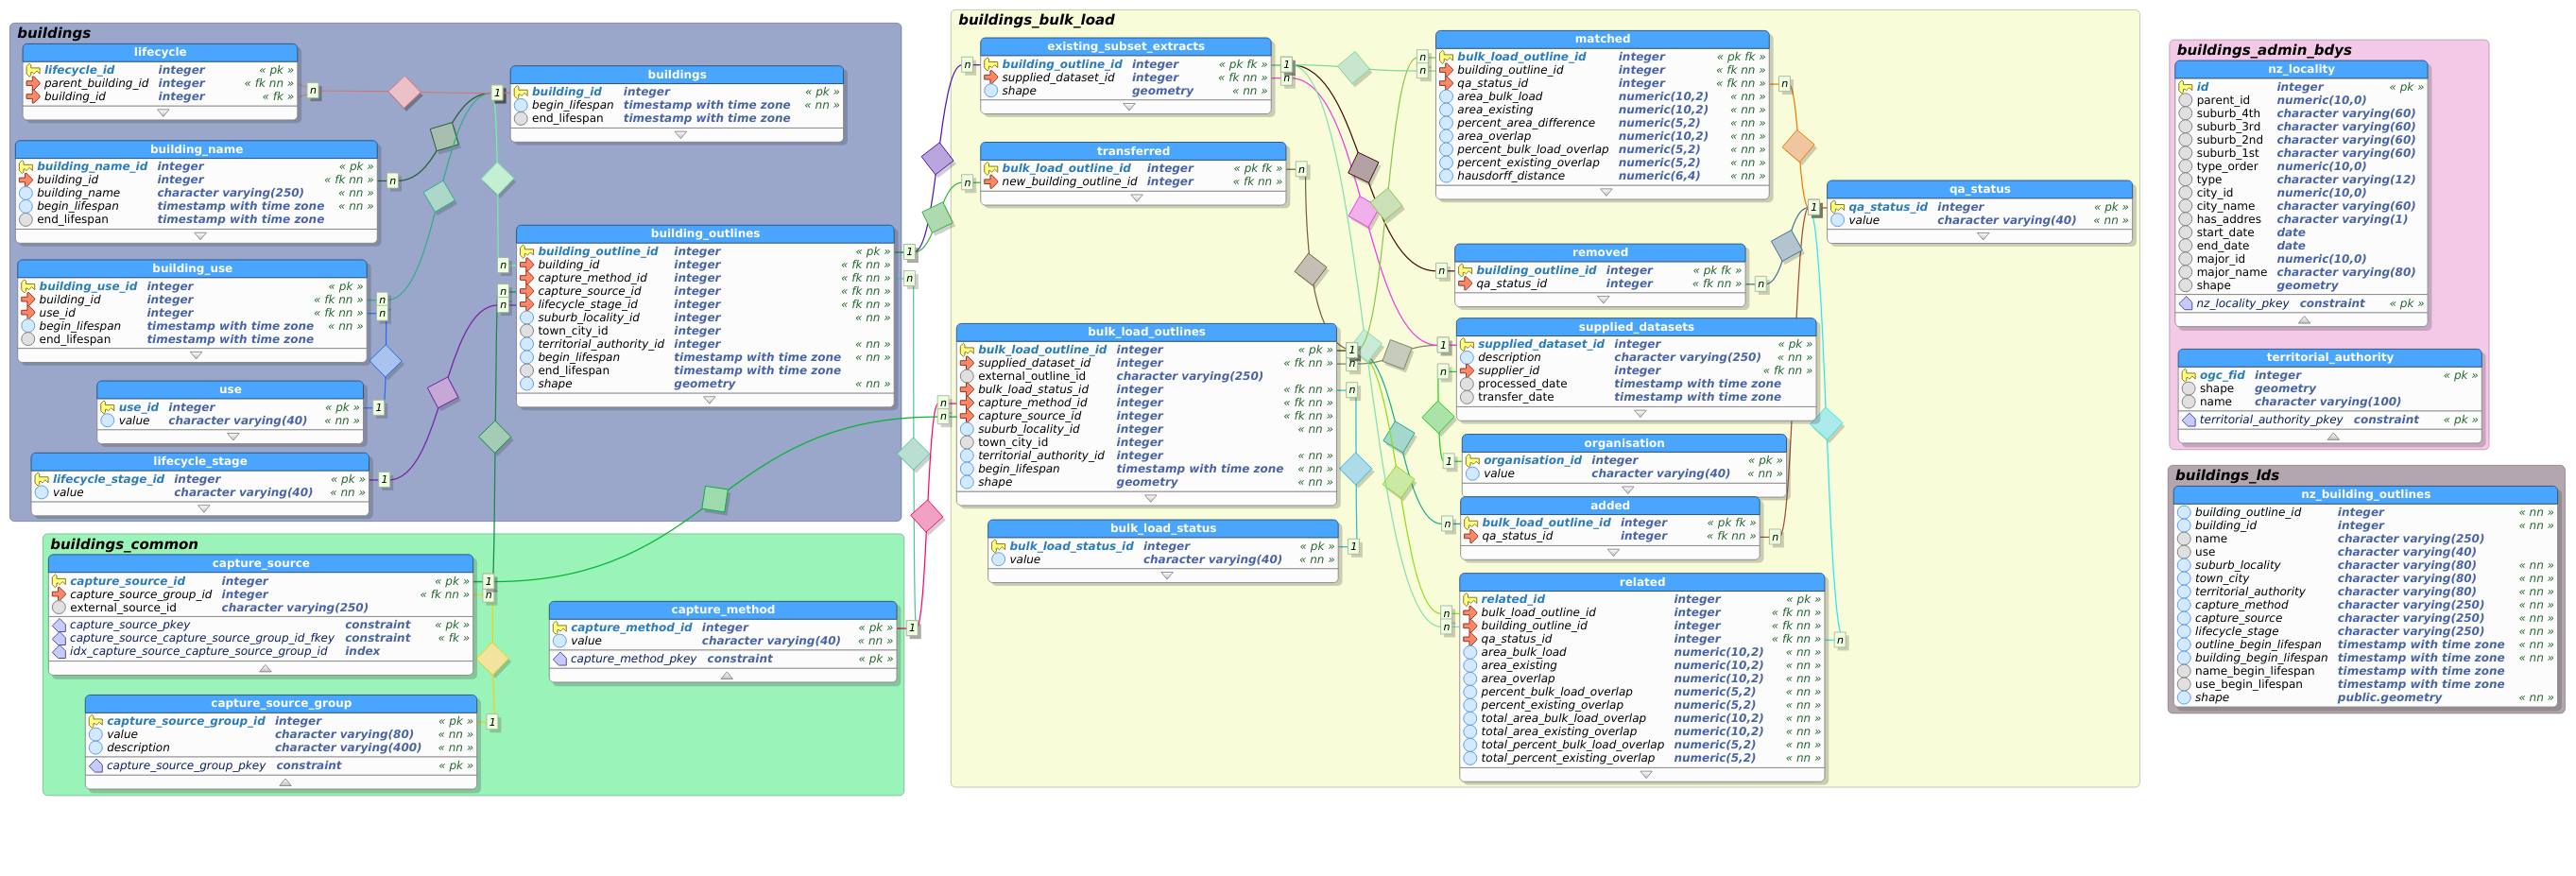 buildings
lifecycle
lifecycle_id integer « pk »
parent_building_id integer « fk nn »
building_id integer « fk »
buildings
building_id integer « pk »
begin_lifespan timestamp with time zone « nn »
end_lifespan timestamp with time zone
building_name
building_name_id integer « pk »
building_id integer « fk nn »
building_name character varying(250) « nn »
begin_lifespan timestamp with time zone « nn »
end_lifespan timestamp with time zone
building_use
building_use_id integer « pk »
building_id integer « fk nn »
use_id integer « fk nn »
begin_lifespan timestamp with time zone « nn »
end_lifespan timestamp with time zone
building_outlines
building_outline_id integer « pk »
building_id integer « fk nn »
capture_method_id integer « fk nn »
capture_source_id integer « fk nn »
lifecycle_stage_id integer « fk nn »
suburb_locality_id integer « nn »
town_city_id integer
territorial_authority_id integer « nn »
begin_lifespan timestamp with time zone « nn »
end_lifespan timestamp with time zone
shape geometry « nn »
use
use_id integer « pk »
value character varying(40) « nn »
lifecycle_stage
lifecycle_stage_id integer « pk »
value character varying(40) « nn »
n
1
n
n
n
1
1
n
n
n
1
n
buildings_common
capture_source
capture_source_id integer « pk »
capture_source_group_id integer « fk nn »
external_source_id character varying(250)
capture_source_pkey constraint « pk »
capture_source_capture_source_group_id_fkey constraint « fk »
idx_capture_source_capture_source_group_id index
capture_method
capture_method_id integer « pk »
value character varying(40) « nn »
capture_method_pkey constraint « pk »
capture_source_group
capture_source_group_id integer « pk »
value character varying(80) « nn »
description character varying(400) « nn »
capture_source_group_pkey constraint « pk »
1
n
1
1
buildings_bulk_load
existing_subset_extracts
building_outline_id integer « pk fk »
supplied_dataset_id integer « fk nn »
shape geometry « nn »
transferred
bulk_load_outline_id integer « pk fk »
new_building_outline_id integer « fk nn »
matched
bulk_load_outline_id integer « pk fk »
building_outline_id integer « fk nn »
qa_status_id integer « fk nn »
area_bulk_load numeric(10,2) « nn »
area_existing numeric(10,2) « nn »
percent_area_difference numeric(5,2) « nn »
area_overlap numeric(10,2) « nn »
percent_bulk_load_overlap numeric(5,2) « nn »
percent_existing_overlap numeric(5,2) « nn »
hausdorff_distance numeric(6,4) « nn »
qa_status
qa_status_id integer « pk »
value character varying(40) « nn »
removed
building_outline_id integer « pk fk »
qa_status_id integer « fk nn »
bulk_load_outlines
bulk_load_outline_id integer « pk »
supplied_dataset_id integer « fk nn »
external_outline_id character varying(250)
bulk_load_status_id integer « fk nn »
capture_method_id integer « fk nn »
capture_source_id integer « fk nn »
suburb_locality_id integer « nn »
town_city_id integer
territorial_authority_id integer « nn »
begin_lifespan timestamp with time zone « nn »
shape geometry « nn »
supplied_datasets
supplied_dataset_id integer « pk »
description character varying(250) « nn »
supplier_id integer « fk nn »
processed_date timestamp with time zone
transfer_date timestamp with time zone
organisation
organisation_id integer « pk »
value character varying(40) « nn »
added
bulk_load_outline_id integer « pk fk »
qa_status_id integer « fk nn »
bulk_load_status
bulk_load_status_id integer « pk »
value character varying(40) « nn »
related
related_id integer « pk »
bulk_load_outline_id integer « fk nn »
building_outline_id integer « fk nn »
qa_status_id integer « fk nn »
area_bulk_load numeric(10,2) « nn »
area_existing numeric(10,2) « nn »
area_overlap numeric(10,2) « nn »
percent_bulk_load_overlap numeric(5,2) « nn »
percent_existing_overlap numeric(5,2) « nn »
total_area_bulk_load_overlap numeric(10,2) « nn »
total_area_existing_overlap numeric(10,2) « nn »
total_percent_bulk_load_overlap numeric(5,2) « nn »
total_percent_existing_overlap numeric(5,2) « nn »
n
n
1
n
1
n
n
n
n
n
n
1
n
n
1
n
n
1
n
n
n
1
n
1
1
n
n
n
n
n
buildings_admin_bdys
nz_locality
id integer « pk »
parent_id numeric(10,0)
suburb_4th character varying(60)
suburb_3rd character varying(60)
suburb_2nd character varying(60)
suburb_1st character varying(60)
type_order numeric(10,0)
type character varying(12)
city_id numeric(10,0)
city_name character varying(60)
has_addres character varying(1)
start_date date
end_date date
major_id numeric(10,0)
major_name character varying(80)
shape geometry
nz_locality_pkey constraint « pk »
territorial_authority
ogc_fid integer « pk »
shape geometry
name character varying(100)
territorial_authority_pkey constraint « pk »
buildings_lds
nz_building_outlines
building_outline_id integer « nn »
building_id integer « nn »
name character varying(250)
use character varying(40)
suburb_locality character varying(80) « nn »
town_city character varying(80) « nn »
territorial_authority character varying(80) « nn »
capture_method character varying(250) « nn »
capture_source character varying(250) « nn »
lifecycle_stage character varying(250) « nn »
outline_begin_lifespan timestamp with time zone « nn »
building_begin_lifespan timestamp with time zone « nn »
name_begin_lifespan timestamp with time zone
use_begin_lifespan timestamp with time zone
shape public.geometry « nn »